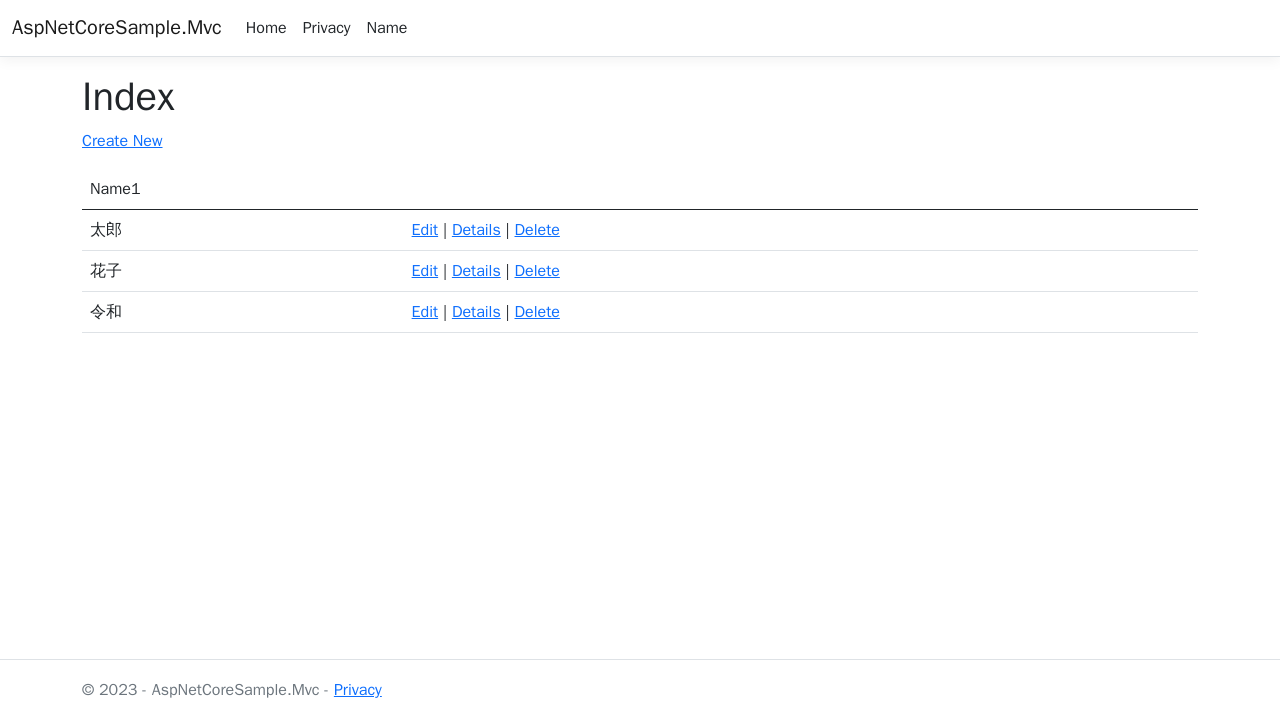 AspNetCoreSample.Mvc Home Privacy Name
Index
Create New
Name1
太郎 Edit | Details | Delete
花子 Edit | Details | Delete
令和 Edit | Details | Delete
© 2023 - AspNetCoreSample.Mvc - Privacy